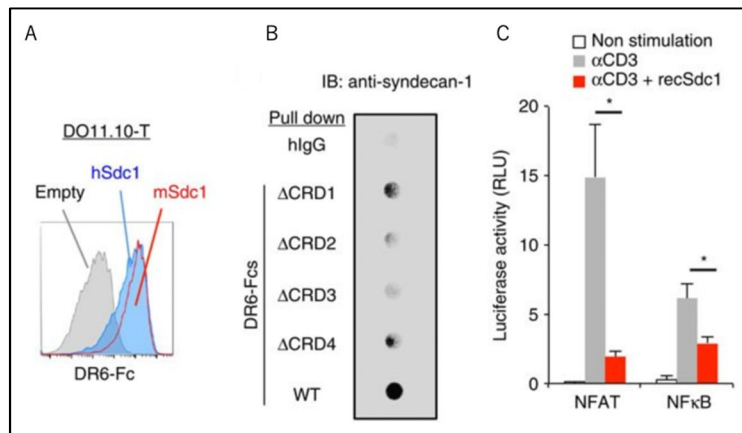 A
DO11.10-T
hSdc1
Empty
mSdc1
DR6-Fc
B
IB: anti-syndecan-1
Pull down
hIgG
ΔCRD1
ΔCRD2
ΔCRD3
ΔCRD4
WT
DR6-Fcs
C
Non stimulation
αCD3
αCD3 + recSdc1
Luciferase activity (RLU)
20
15
10
5
0
*
*
NFAT
NFκB